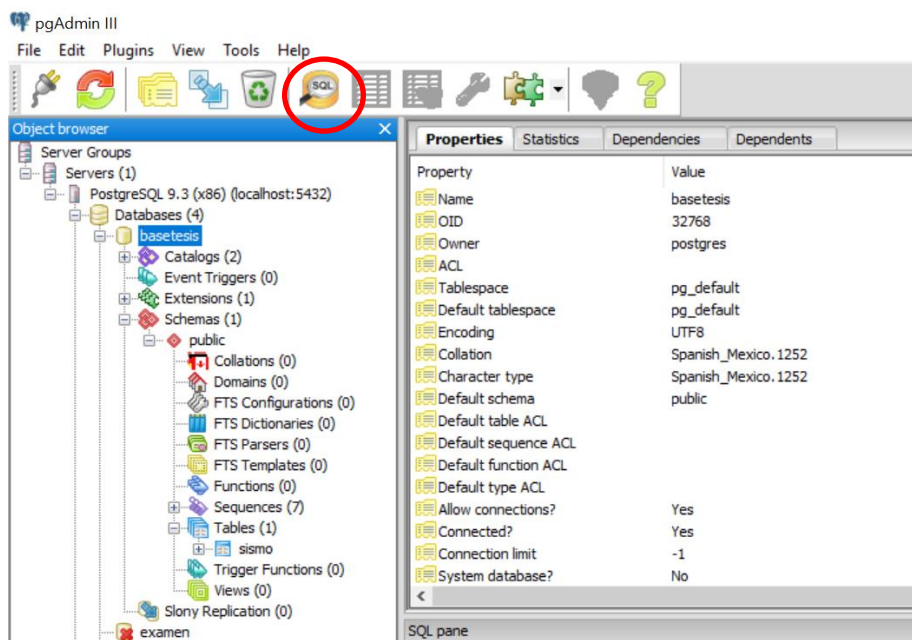 pgAdmin III
File Edit Plugins View Tools Help
SQL
Object browser
Server Groups
Servers (1)
PostgreSQL 9.3 (x86) (localhost:5432)
Databases (4)
basetesis
Catalogs (2)
Event Triggers (0)
Extensions (1)
Schemas (1)
public
Collations (0)
Domains (0)
FTS Configurations (0)
FTS Dictionaries (0)
FTS Parsers (0)
FTS Templates (0)
Functions (0)
Sequences (7)
Tables (1)
sismo
Trigger Functions (0)
Views (0)
Slony Replication (0)
examen
Properties Statistics Dependencies Dependents
Property Value
Name basetesis
OID 32768
Owner postgres
ACL
Tablespace pg_default
Default tablespace pg_default
Encoding UTF8
Collation Spanish_Mexico.1252
Character type Spanish_Mexico.1252
Default schema public
Default table ACL
Default sequence ACL
Default function ACL
Default type ACL
Allow connections? Yes
Connected? Yes
Connection limit -1
System database? No
SQL pane